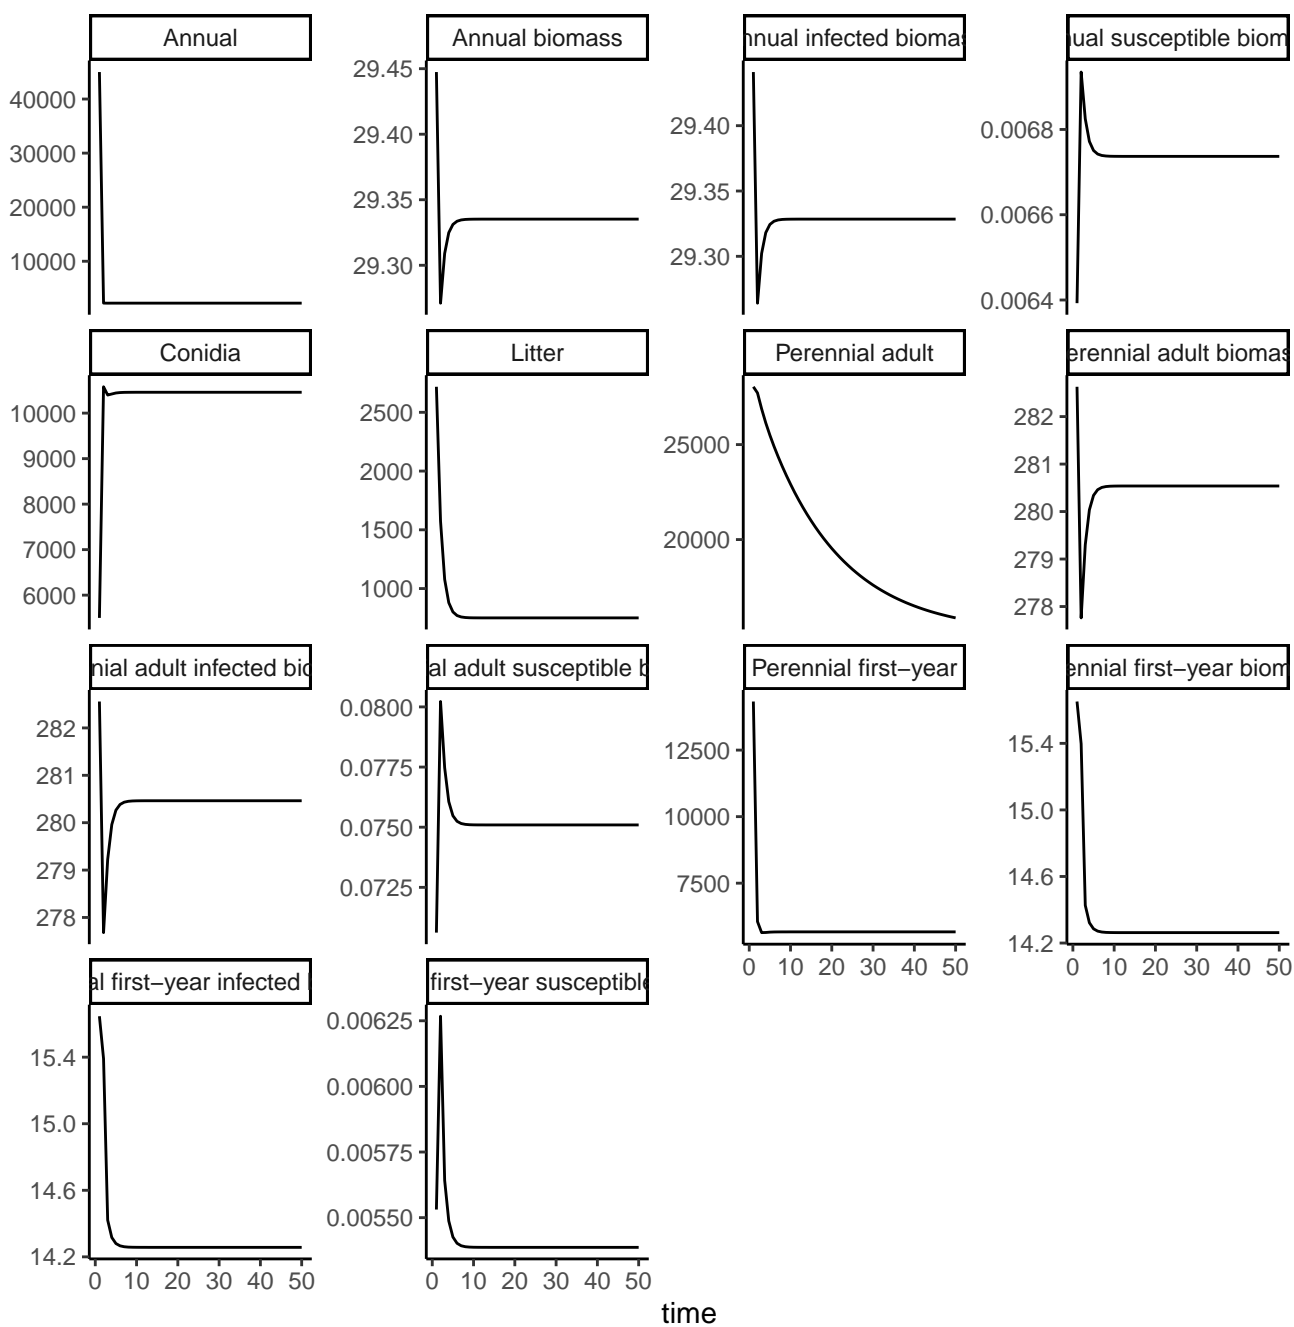 Annual
Annual biomass
nnual infected biomas
ual susceptible biom
40000
30000
20000
10000
29.45
29.40
29.35
29.30
29.40
29.35
29.30
0.0068
0.0066
0.0064
Conidia
Litter
Perennial adult
erennial adult biomas
10000
9000
8000
7000
6000
2500
2000
1500
1000
25000
20000
282
281
280
279
278
nial adult infected bio
al adult susceptible b
Perennial first−year
ennial first−year biom
282
281
280
279
278
0.0800
0.0775
0.0750
0.0725
12500
10000
7500
15.4
15.0
14.6
14.2
0 10 20 30 40 50
0 10 20 30 40 50
al first−year infected
first−year susceptible
15.4
15.0
14.6
14.2
0.00625
0.00600
0.00575
0.00550
0 10 20 30 40 50
0 10 20 30 40 50
time